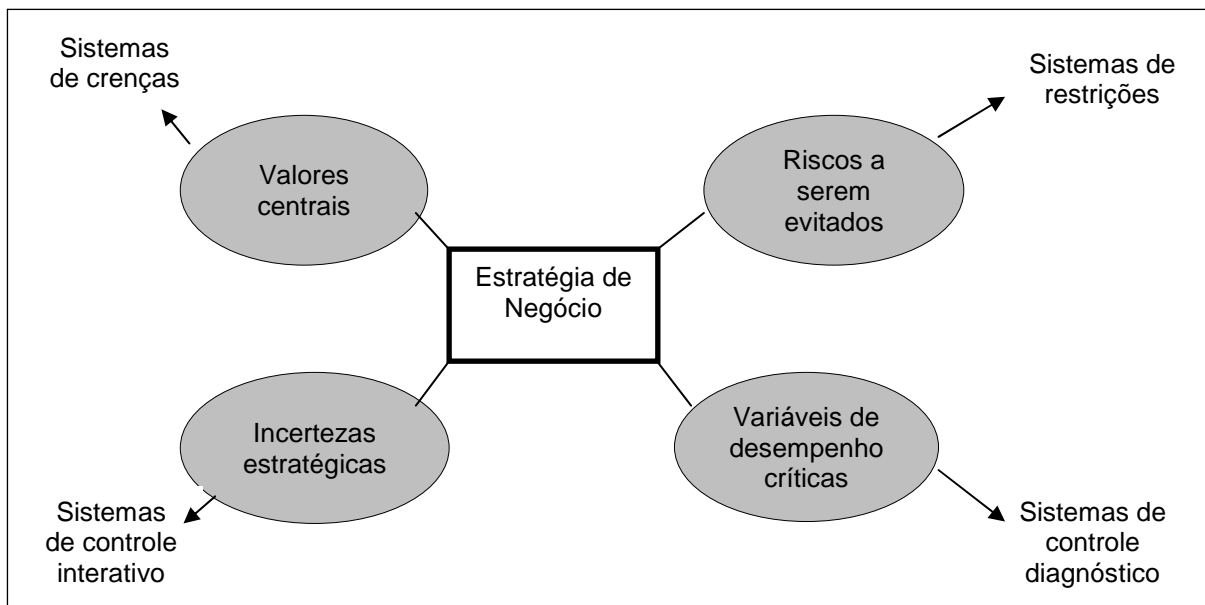 Sistemas
de crenças
Sistemas de
restrições
Valores
centrais
Riscos a
serem
evitados
Estratégia de
Negócio
Incertezas
estratégicas
Variáveis de
desempenho
críticas
Sistemas
de controle
interativo
Sistemas de
controle
diagnóstico